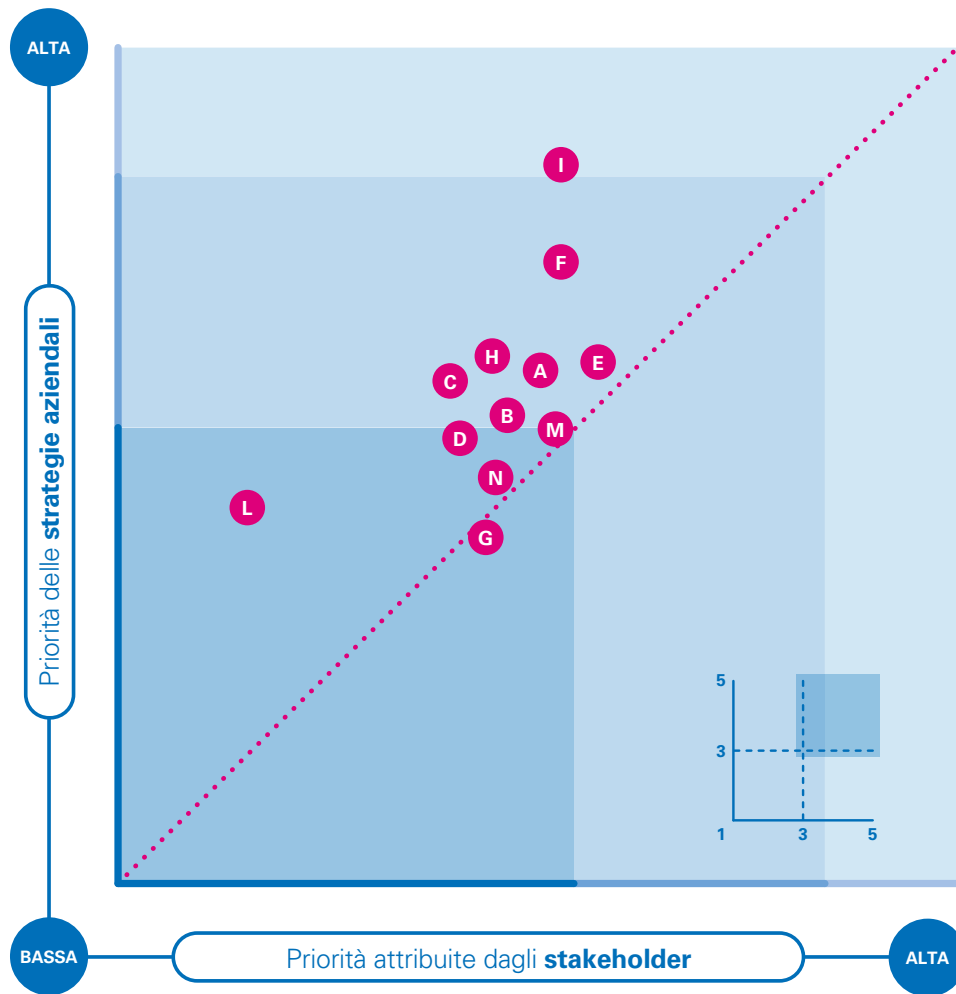 ALTA
I
F
H
A
E
C
B
M
D
N
L
G
Priorità delle strategie aziendali
5
3
1
3
5
BASSA
Priorità attribuite dagli stakeholder
ALTA